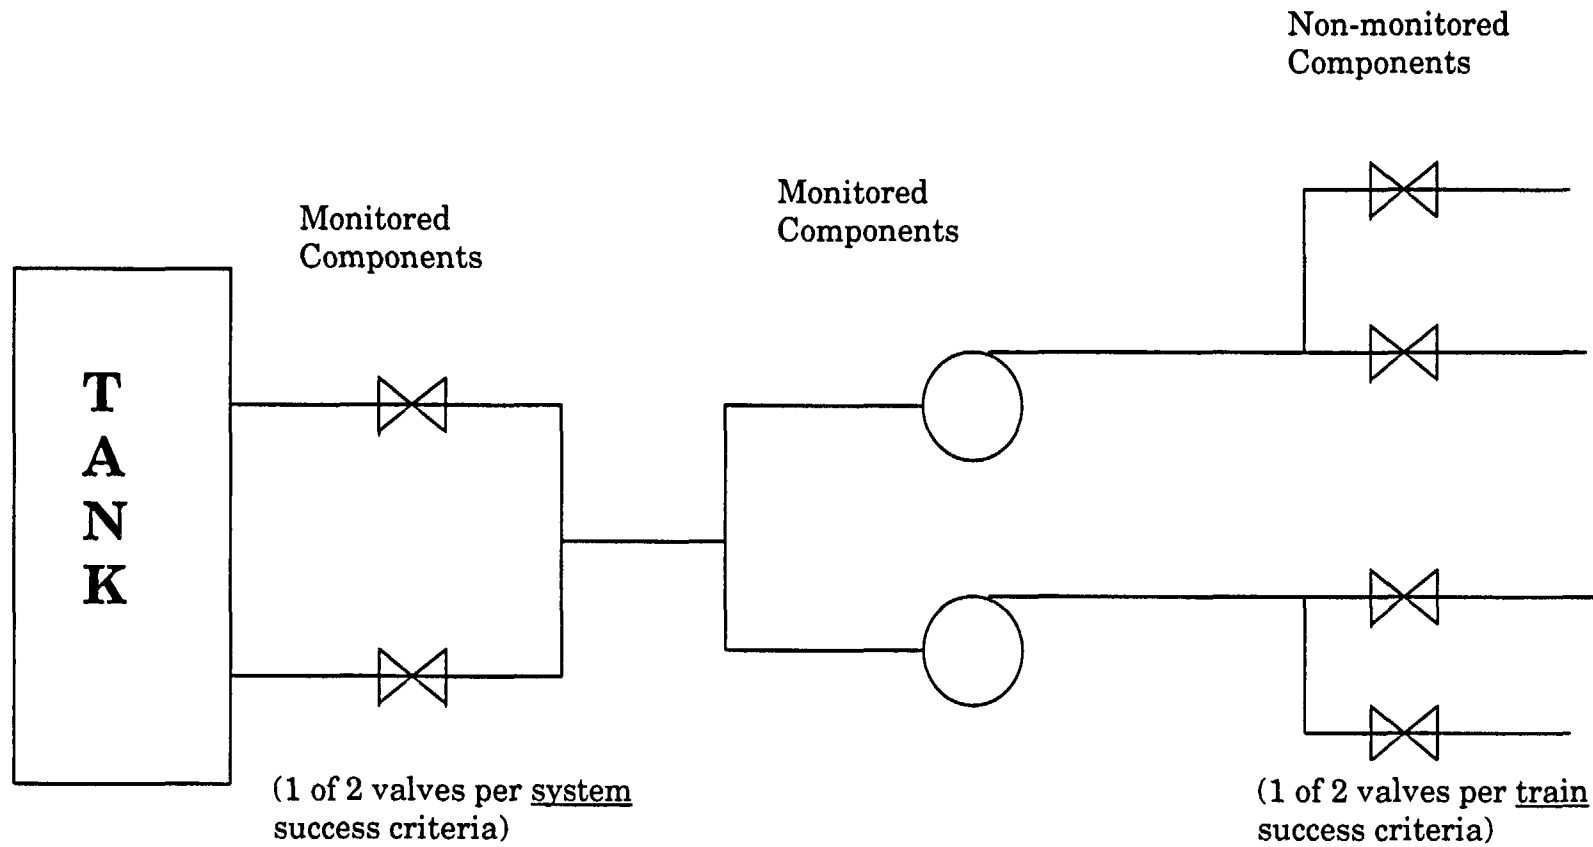 Non-monitored
Components
Monitored
Components
Monitored
Components
T
A
N
K
(1 of 2 valves per system
success criteria)
(1 of 2 valves per train
success criteria)